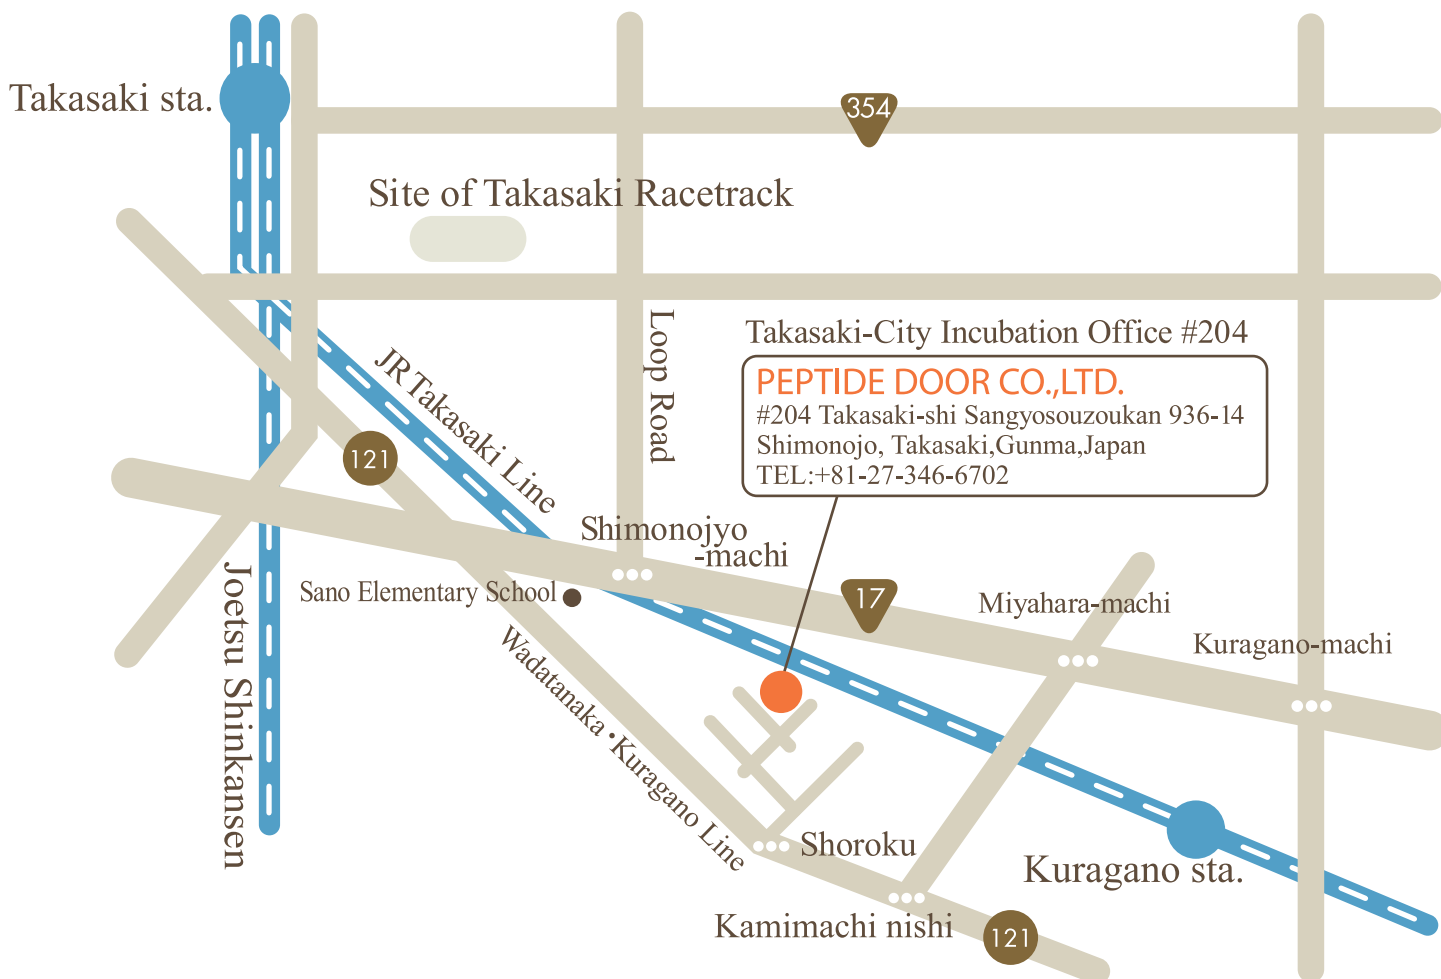 Takasaki sta.
354
Site of Takasaki Racetrack
Loop Road
Takasaki-City Incubation Office #204
PEPTIDE DOOR CO.,LTD.
#204 Takasaki-shi Sangyosouzoukan 936-14
Shimonojo, Takasaki,Gunma,Japan
TEL:+81-27-346-6702
JR Takasaki Line
121
Shimonojyo
-machi
Sano Elementary School
17
Miyahara-machi
Kuragano-machi
Joetsu Shinkansen
Wadatanaka・Kuragano Line
Shoroku
Kuragano sta.
Kamimachi nishi
121